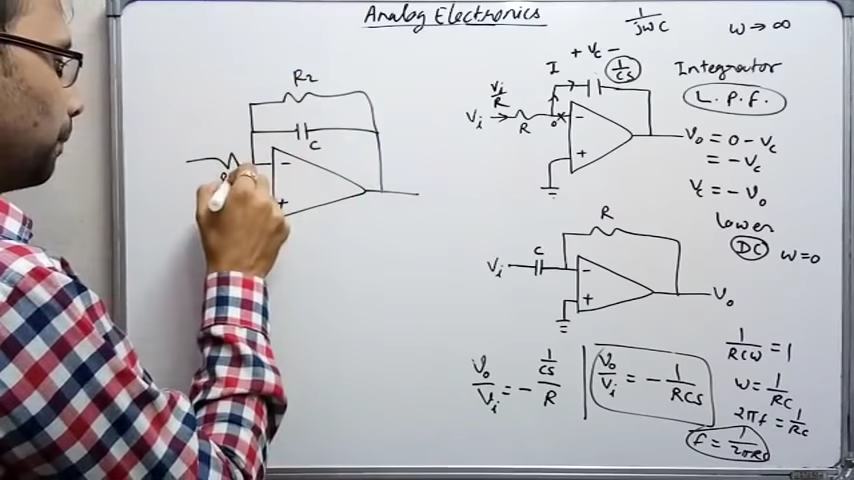 Analog Electronics
1/jωC
ω → ∞
+ Vc -
I
1/CS
Integrator
L.P.F.
Vi/R
Vi
R
0
-
+
Vo = 0 - Vc
= - Vc
Vc = - Vo
R2
C
-
+
R
lower
DC
ω = 0
C
Vi
-
+
Vo
Vo/Vi = - (1/CS)/R
Vo/Vi = - 1/RCS
1/RCω = 1
ω = 1/RC
2πf = 1/RC
f = 1/2πRC